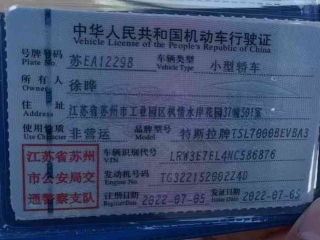 中华人民共和国机动车行驶证
Vehicle License of the People's Republic of China
号牌号码 苏EA12298 车辆类型 小型轿车
Plate No. Vehicle Type
所有人 徐晔
Owner
住址 江苏省苏州市工业园区枫情水岸花园37幢501室
Address
使用性质 非营运 品牌型号 特斯拉牌TSL7000BEVBA3
Use Character Model
江苏省苏州
市公安局交
通警察支队
车辆识别代号 LRW3E7EL4NC586876
VIN
发动机号码 TG3221520022AD
Engine No.
注册日期 2022-07-05 发证日期 2022-07-05
Register Date Issue Date